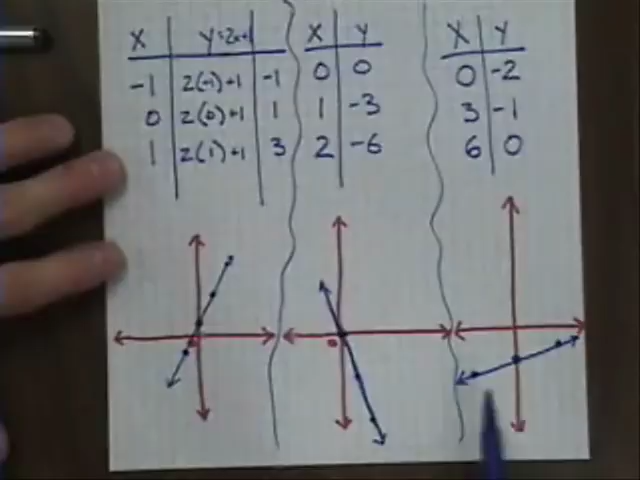 X Y=2x+1
-1 2(-1)+1 -1
0 2(0)+1 1
1 2(1)+1 3
X Y
0 0
1 -3
2 -6
X Y
0 -2
3 -1
6 0